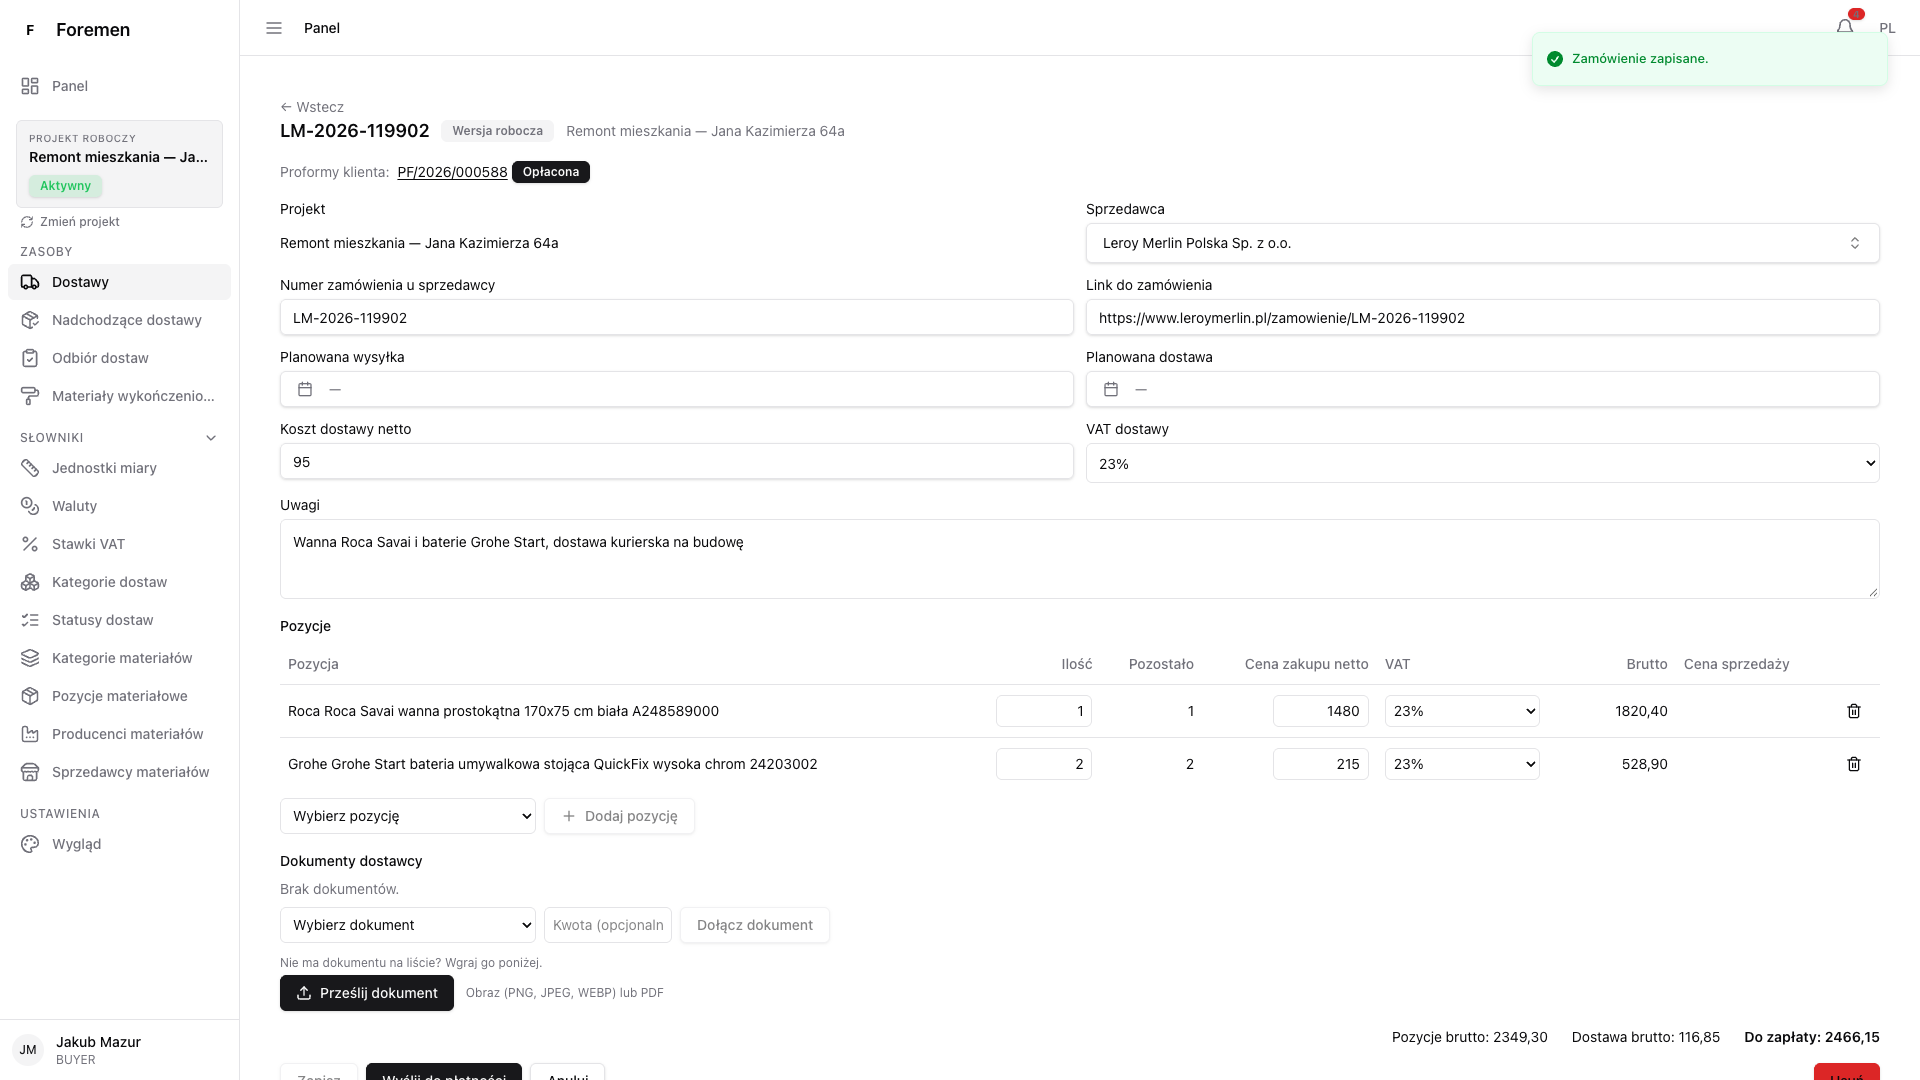 F Foremen
Panel
PL
Zamówienie zapisane.
Panel
PROJEKT ROBOCZY
Remont mieszkania — Ja...
Aktywny
Zmień projekt
ZASOBY
Dostawy
Nadchodzące dostawy
Odbiór dostaw
Materiały wykończenio...
SŁOWNIKI
Jednostki miary
Waluty
Stawki VAT
Kategorie dostaw
Statusy dostaw
Kategorie materiałów
Pozycje materiałowe
Producenci materiałów
Sprzedawcy materiałów
USTAWIENIA
Wygląd
JM Jakub Mazur
BUYER
← Wstecz
LM-2026-119902 Wersja robocza Remont mieszkania — Jana Kazimierza 64a
Proformy klienta: PF/2026/000588 Opłacona
Projekt Sprzedawca
Remont mieszkania — Jana Kazimierza 64a Leroy Merlin Polska Sp. z o.o.
Numer zamówienia u sprzedawcy Link do zamówienia
LM-2026-119902 https://www.leroymerlin.pl/zamowienie/LM-2026-119902
Planowana wysyłka Planowana dostawa
— —
Koszt dostawy netto VAT dostawy
95 23%
Uwagi
Wanna Roca Savai i baterie Grohe Start, dostawa kurierska na budowę
Pozycje
Pozycja Ilość Pozostało Cena zakupu netto VAT Brutto Cena sprzedaży
Roca Roca Savai wanna prostokątna 170x75 cm biała A248589000 1 1 1480 23% 1820,40
Grohe Grohe Start bateria umywalkowa stojąca QuickFix wysoka chrom 24203002 2 2 215 23% 528,90
Wybierz pozycję Dodaj pozycję
Dokumenty dostawcy
Brak dokumentów.
Wybierz dokument Kwota (opcjonaln Dołącz dokument
Nie ma dokumentu na liście? Wgraj go poniżej.
Prześlij dokument Obraz (PNG, JPEG, WEBP) lub PDF
Pozycje brutto: 2349,30 Dostawa brutto: 116,85 Do zapłaty: 2466,15
Zapisz Wyślij do płatności Anuluj Usuń